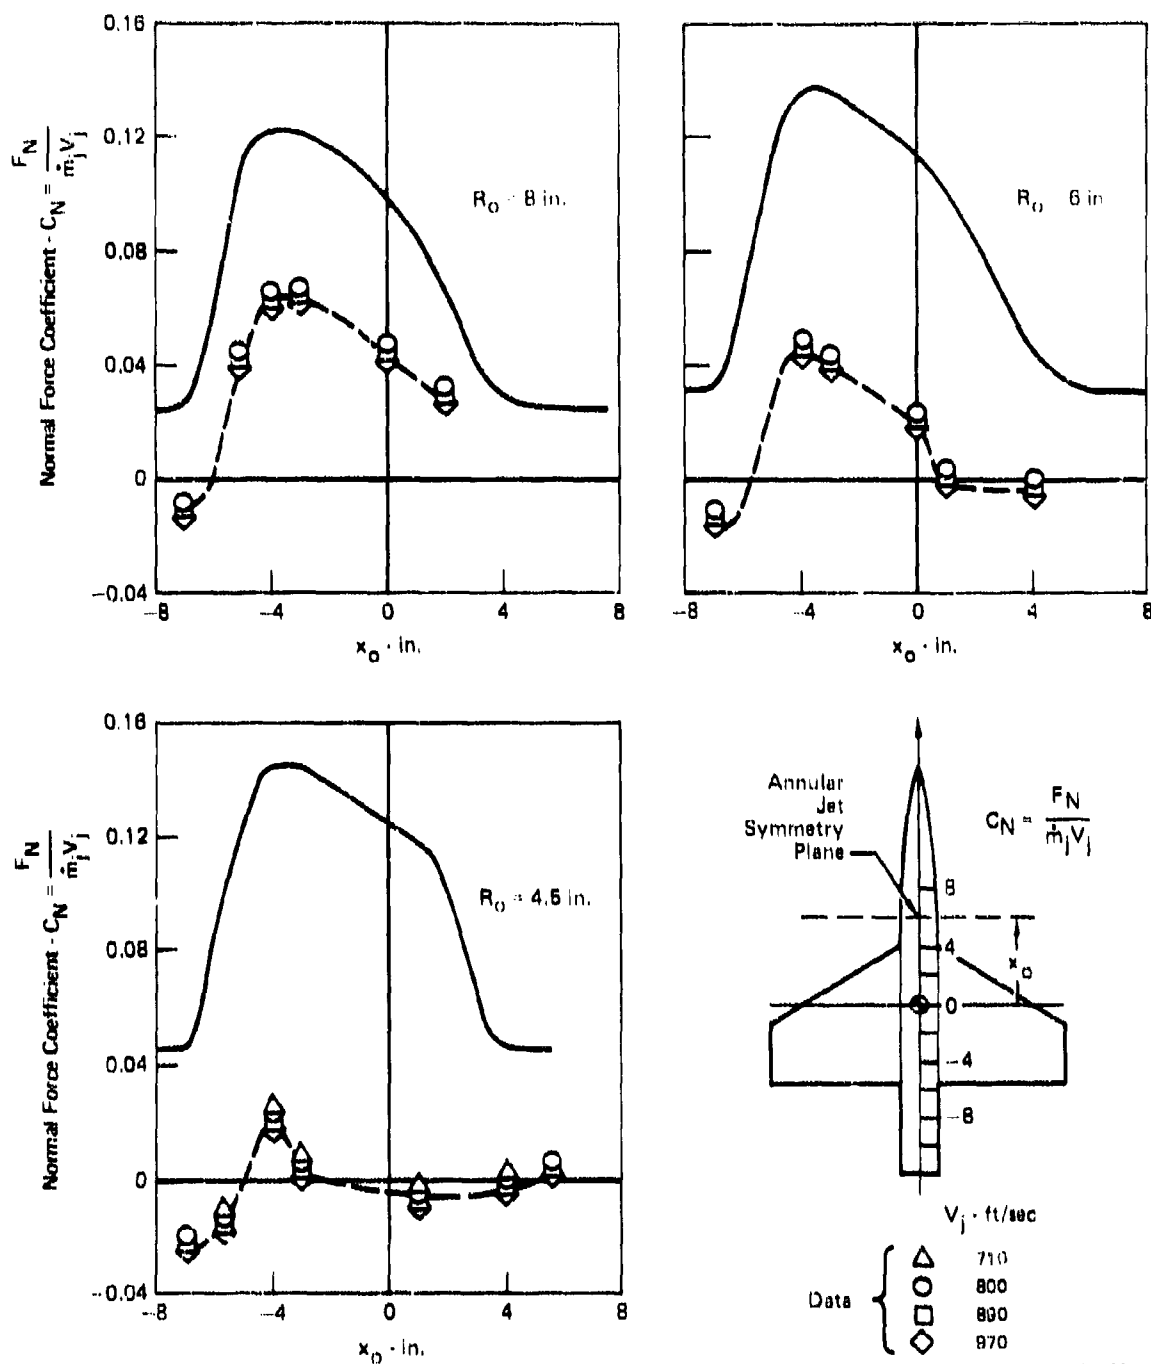 0.16
0.12
0.08
0.04
0
-0.04
Normal Force Coefficient - C_N = F_N / ṁ_j V_j
R_o = 8 in.
-8 -4 0 4 8
x_o - in.
R_o = 6 in
-8 -4 0 4 8
x_o - in.
0.16
0.12
0.08
0.04
0
-0.04
Normal Force Coefficient - C_N = F_N / ṁ_j V_j
R_o = 4.5 in.
-8 -4 0 4 8
x_o - in.
Annular
Jet
Symmetry
Plane
C_N = F_N / ṁ_j V_j
8
4
x_o
0
-4
-8
V_j - ft/sec
Data
710
800
890
970